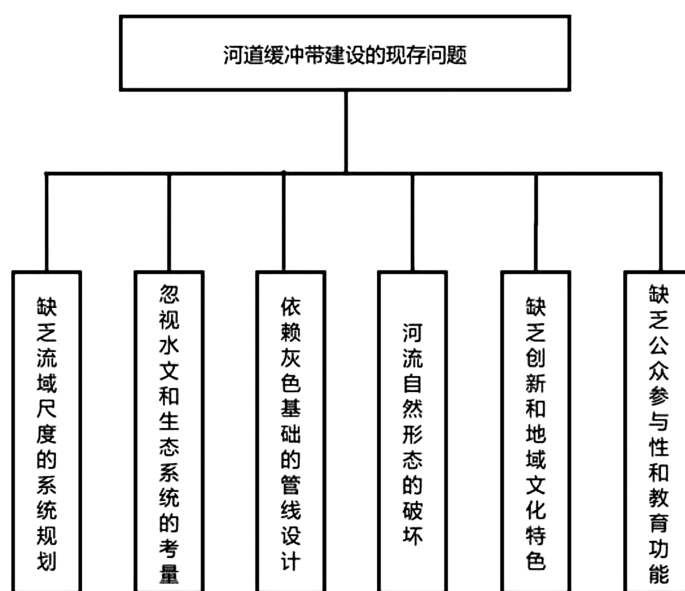 河道缓冲带建设的现存问题
缺乏流域尺度的系统规划
忽视水文和生态系统的考量
依赖灰色基础的管线设计
河流自然形态的破坏
缺乏创新和地域文化特色
缺乏公众参与性和教育功能